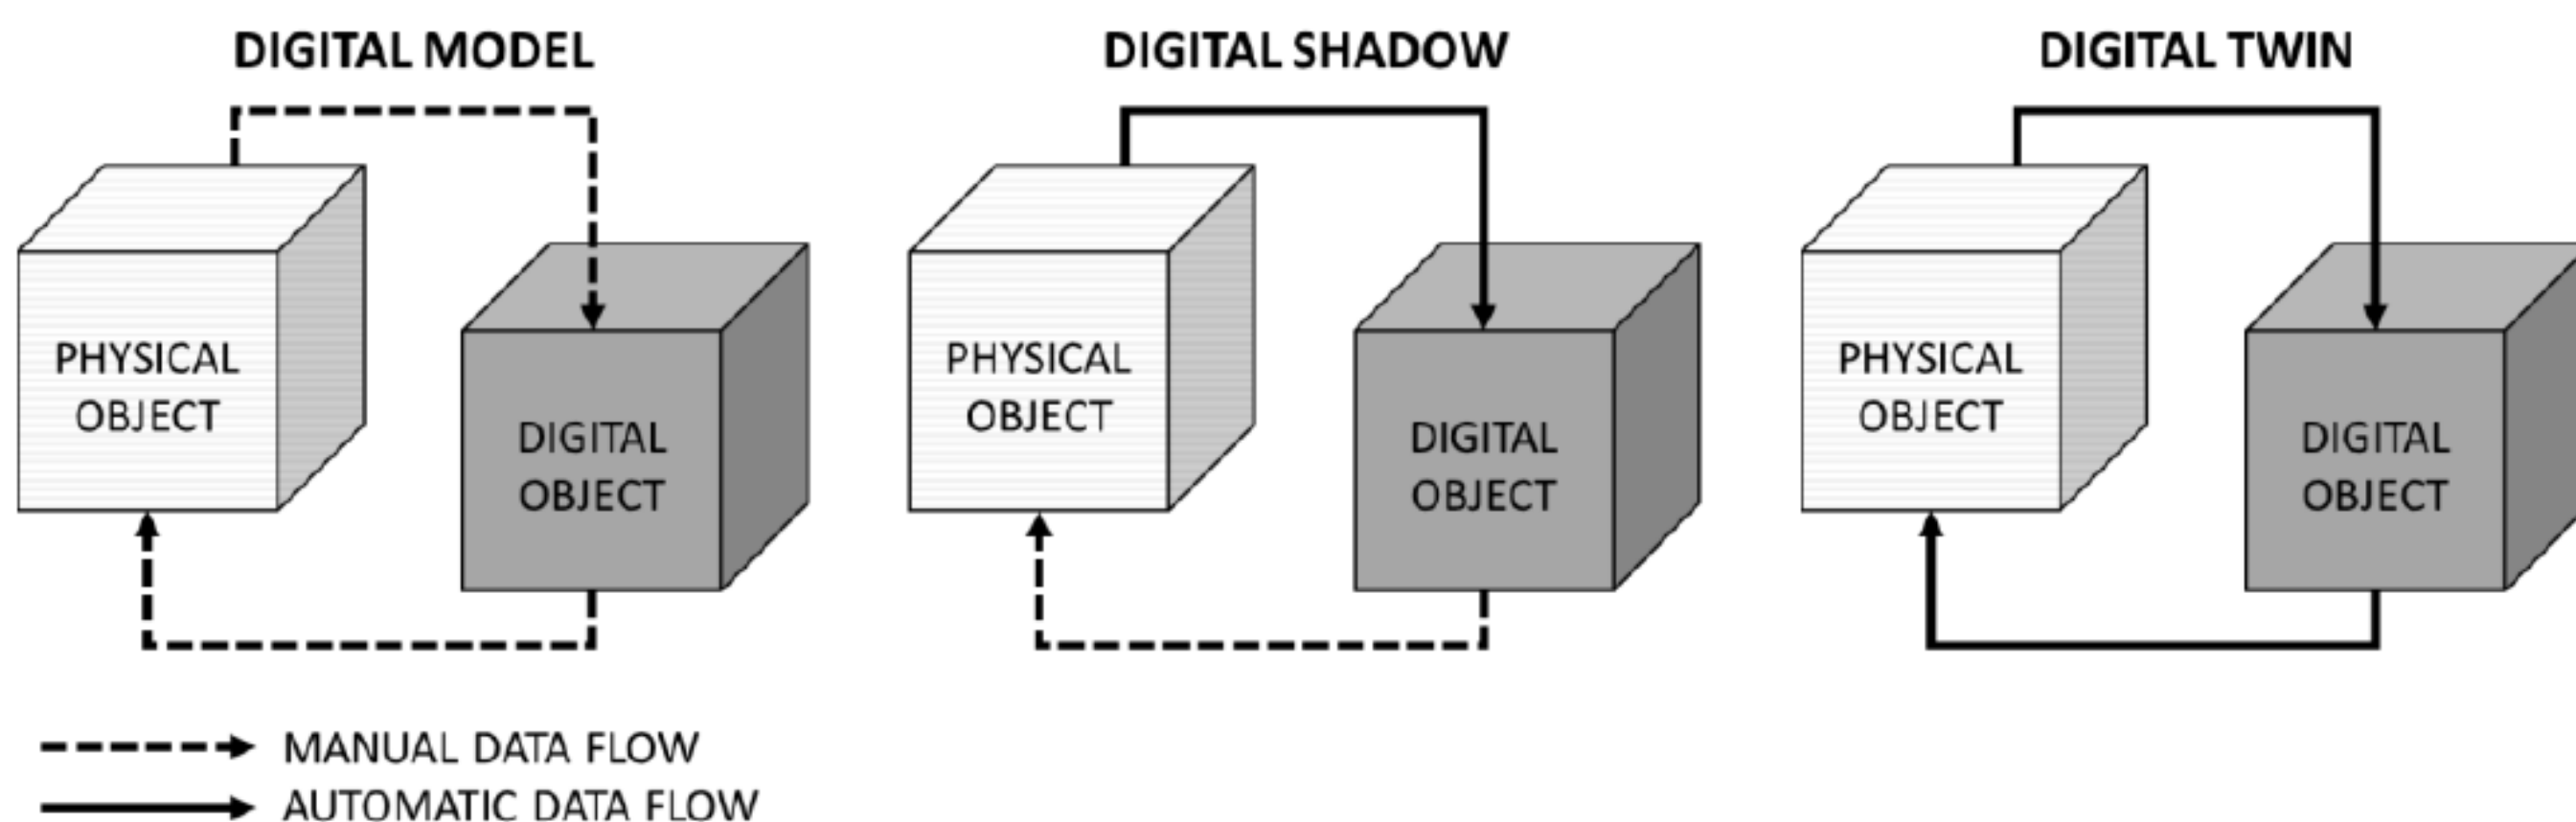 DIGITAL MODEL
PHYSICAL
OBJECT
DIGITAL
OBJECT
DIGITAL SHADOW
PHYSICAL
OBJECT
DIGITAL
OBJECT
DIGITAL TWIN
PHYSICAL
OBJECT
DIGITAL
OBJECT
MANUAL DATA FLOW
AUTOMATIC DATA FLOW